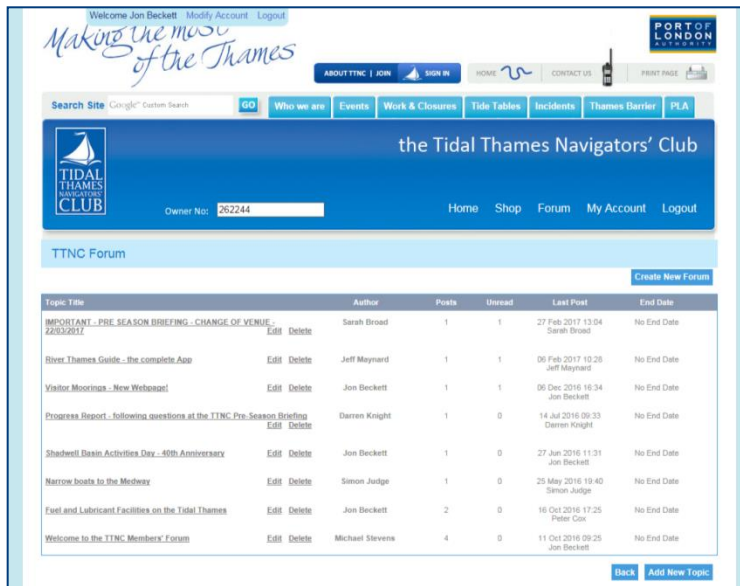 Welcome Jon Beckett Modify Account Logout
Making the most
of the Thames
PORT OF
LONDON
AUTHORITY
ABOUT TTNC | JOIN SIGN IN HOME CONTACT US PRINT PAGE
Search Site Google™ Custom Search GO Who we are Events Work & Closures Tide Tables Incidents Thames Barrier PLA
the Tidal Thames Navigators' Club
TIDAL
THAMES
NAVIGATORS'
CLUB
Owner No: 262244 Home Shop Forum My Account Logout
TTNC Forum
Create New Forum
Topic Title Author Posts Unread Last Post End Date
IMPORTANT - PRE SEASON BRIEFING - CHANGE OF VENUE - Sarah Broad 1 1 27 Feb 2017 13:04 No End Date
22/03/2017 Edit Delete Sarah Broad
River Thames Guide - the complete App Edit Delete Jeff Maynard 1 1 06 Feb 2017 10:28 No End Date
Jeff Maynard
Visitor Moorings - New Webpage! Edit Delete Jon Beckett 1 1 06 Dec 2016 16:34 No End Date
Jon Beckett
Progress Report - following questions at the TTNC Pre-Season Briefing Darren Knight 1 0 14 Jul 2016 09:33 No End Date
Edit Delete Darren Knight
Shadwell Basin Activities Day - 40th Anniversary Edit Delete Jon Beckett 1 0 27 Jun 2016 11:31 No End Date
Jon Beckett
Narrow boats to the Medway Edit Delete Simon Judge 1 0 25 May 2016 19:40 No End Date
Simon Judge
Fuel and Lubricant Facilities on the Tidal Thames Edit Delete Jon Beckett 2 0 16 Oct 2016 17:25 No End Date
Peter Cox
Welcome to the TTNC Members' Forum Edit Delete Michael Stevens 4 0 11 Oct 2016 09:25 No End Date
Jon Beckett
Back Add New Topic